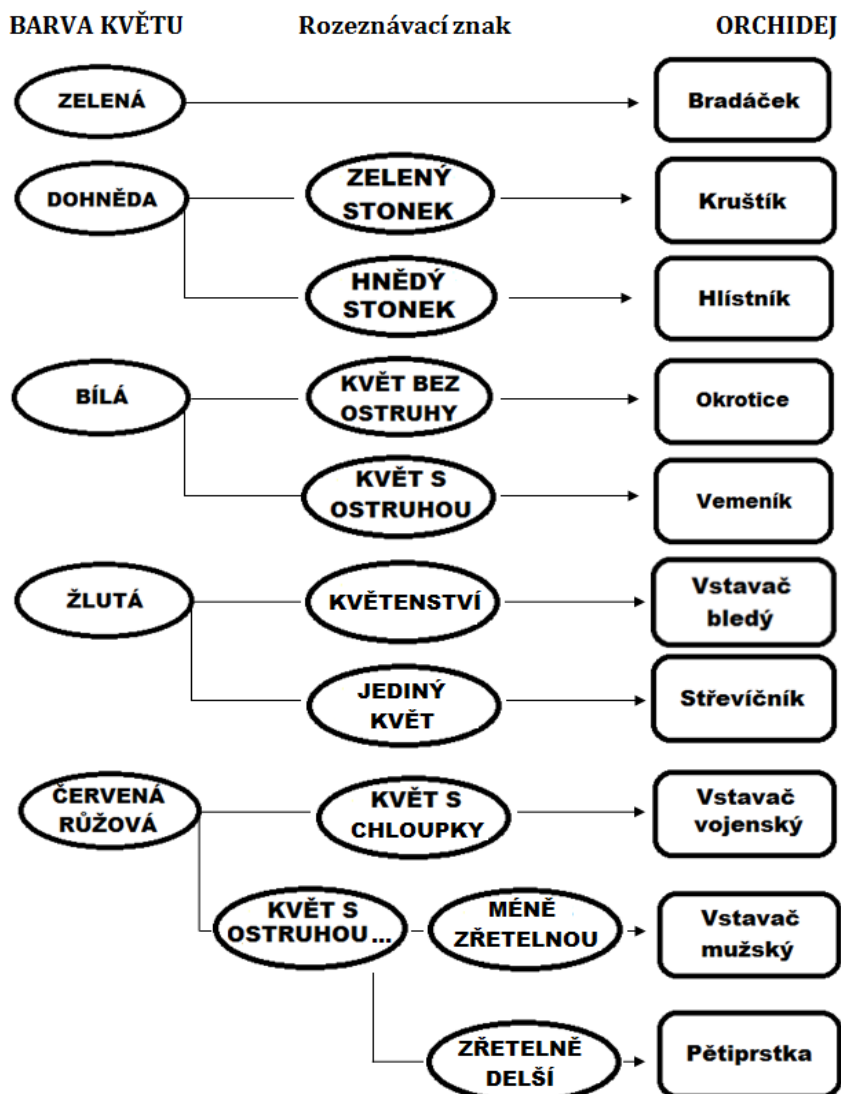 BARVA KVĚTU Rozeznávací znak ORCHIDEJ
ZELENÁ
Bradáček
DOHNĚDA
ZELENÝ
STONEK
Kruštík
HNĚDÝ
STONEK
Hlístník
BÍLÁ
KVĚT BEZ
OSTRUHY
Okrotice
KVĚT S
OSTRUHOU
Vemeník
ŽLUTÁ
KVĚTENSTVÍ
Vstavač
bledý
JEDINÝ
KVĚT
Střevíčník
ČERVENÁ
RŮŽOVÁ
KVĚT S
CHLOUPKY
Vstavač
vojenský
KVĚT S
OSTRUHOU...
MÉNĚ
ZŘETELNOU
Vstavač
mužský
ZŘETELNĚ
DELŠÍ
Pětiprstka